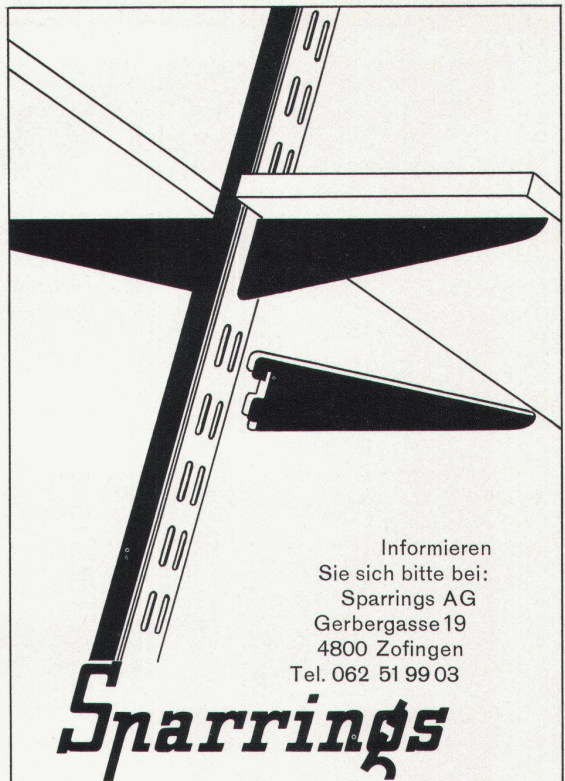 Informieren
Sie sich bitte bei:
Sparrings AG
Gerbergasse 19
4800 Zofingen
Tel. 062 51 99 03
Sparrings